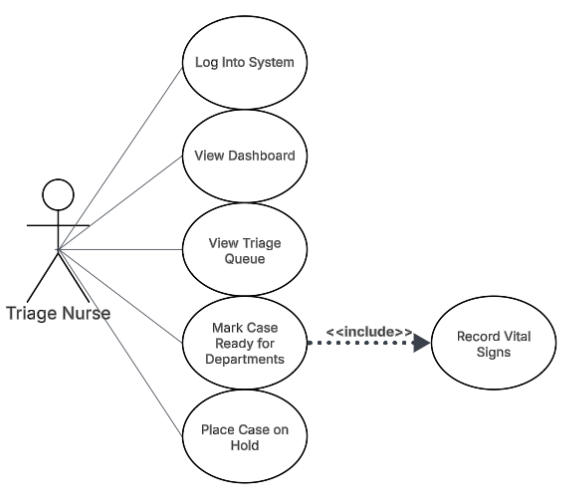 Log Into System
View Dashboard
View Triage
Queue
Triage Nurse
Mark Case
Ready for
Departments
<<include>>
Record Vital
Signs
Place Case on
Hold